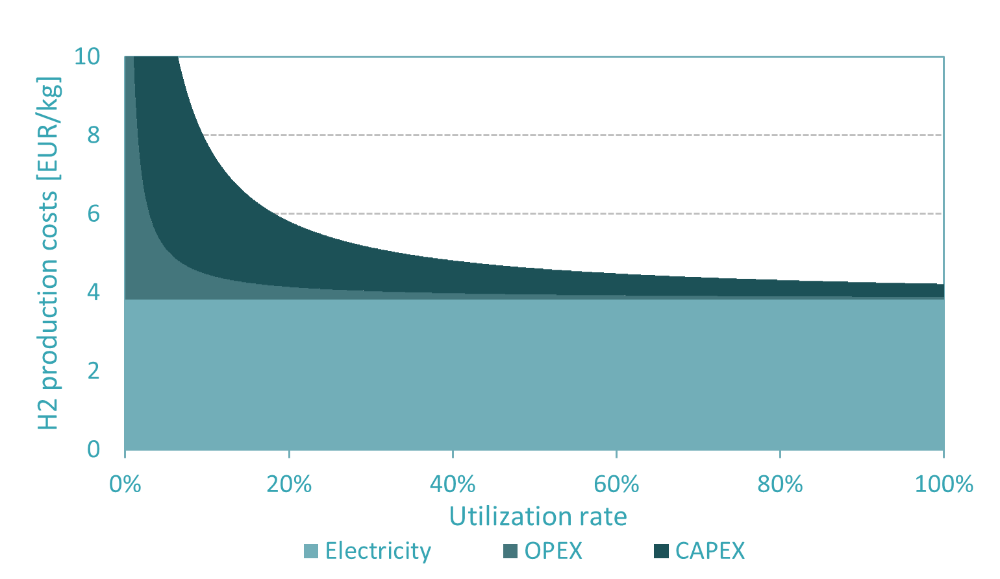 H2 production costs [EUR/kg]
10
8
6
4
2
0
0% 20% 40% 60% 80% 100%
Utilization rate
Electricity OPEX CAPEX